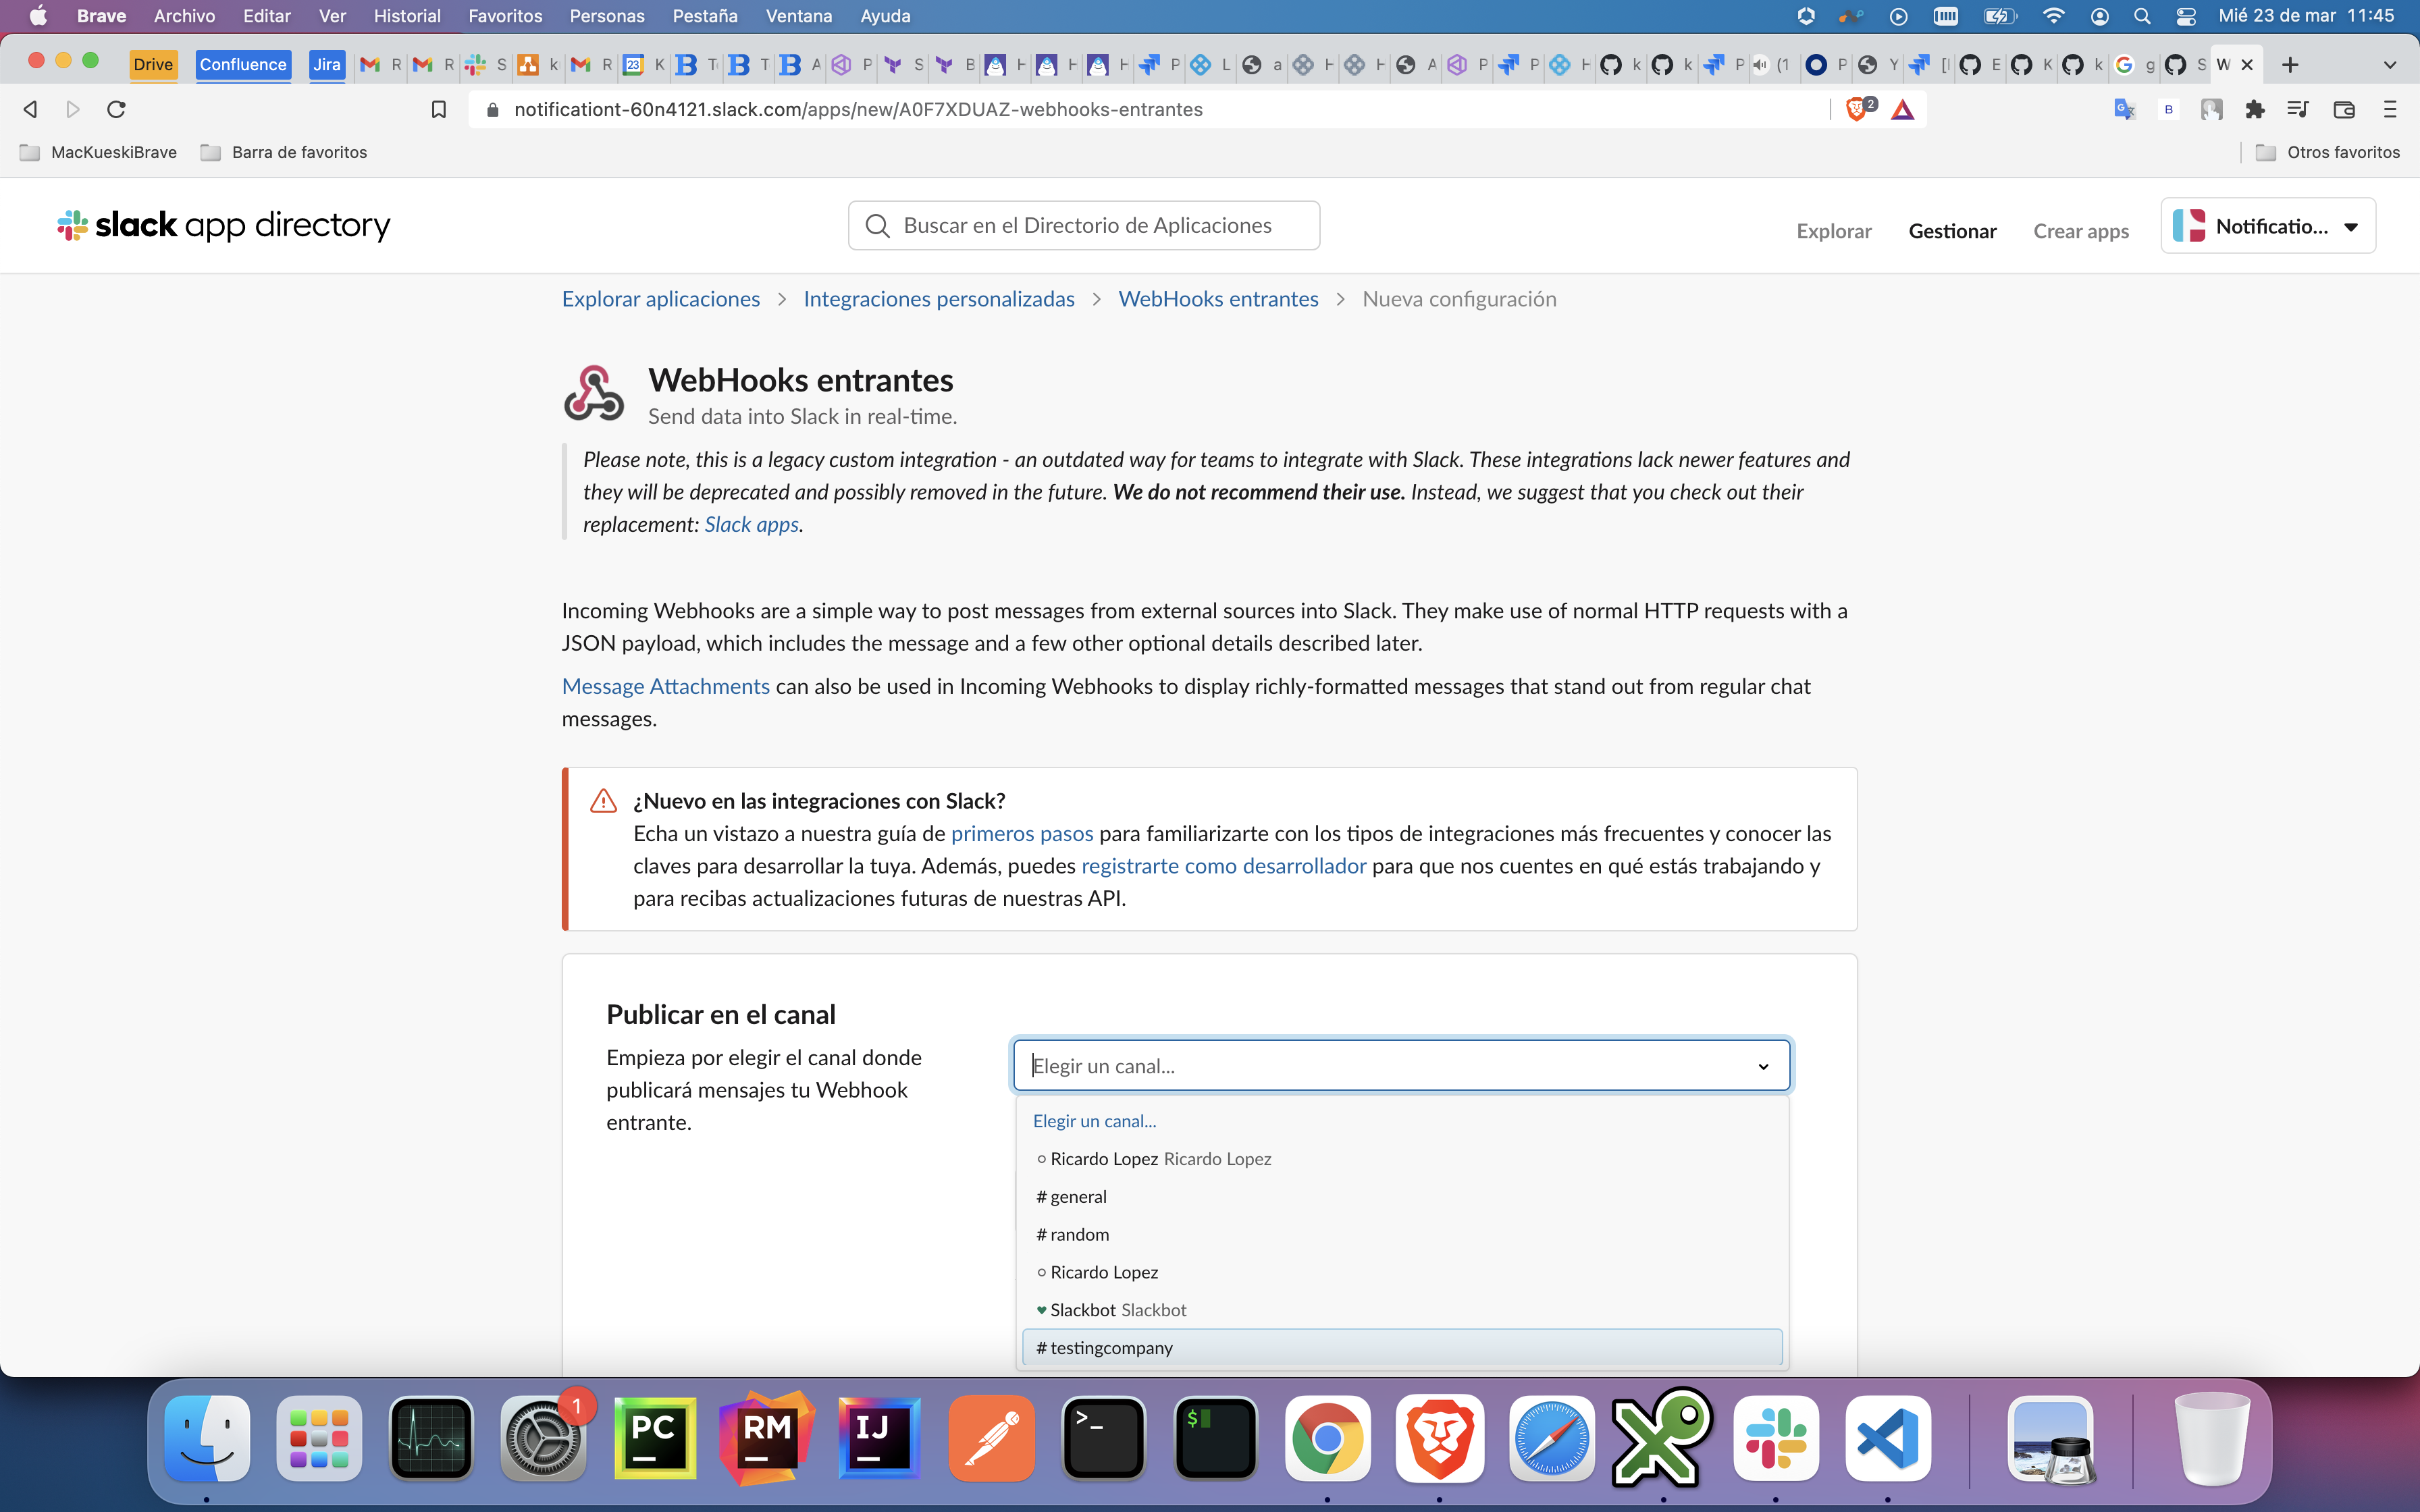 Brave Archivo Editar Ver Historial Favoritos Personas Pestaña Ventana Ayuda Mié 23 de mar 11:45
Drive Confluence Jira R R S k R 23 K T T A P S B H H H P L a H H A P P H k k P (1 P Y [I E K k g S W
notificationt-60n4121.slack.com/apps/new/A0F7XDUAZ-webhooks-entrantes 2 B
MacKueskiBrave Barra de favoritos Otros favoritos
slack app directory Buscar en el Directorio de Aplicaciones Explorar Gestionar Crear apps Notificatio...
Explorar aplicaciones > Integraciones personalizadas > WebHooks entrantes > Nueva configuración
WebHooks entrantes
Send data into Slack in real-time.
Please note, this is a legacy custom integration - an outdated way for teams to integrate with Slack. These integrations lack newer features and
they will be deprecated and possibly removed in the future. We do not recommend their use. Instead, we suggest that you check out their
replacement: Slack apps.
Incoming Webhooks are a simple way to post messages from external sources into Slack. They make use of normal HTTP requests with a
JSON payload, which includes the message and a few other optional details described later.
Message Attachments can also be used in Incoming Webhooks to display richly-formatted messages that stand out from regular chat
messages.
¿Nuevo en las integraciones con Slack?
Echa un vistazo a nuestra guía de primeros pasos para familiarizarte con los tipos de integraciones más frecuentes y conocer las
claves para desarrollar la tuya. Además, puedes registrarte como desarrollador para que nos cuentes en qué estás trabajando y
para recibas actualizaciones futuras de nuestras API.
Publicar en el canal
Empieza por elegir el canal donde
publicará mensajes tu Webhook
entrante.
Elegir un canal...
Elegir un canal...
Ricardo Lopez Ricardo Lopez
# general
# random
Ricardo Lopez
Slackbot Slackbot
# testingcompany
1 PC RM IJ >_ $